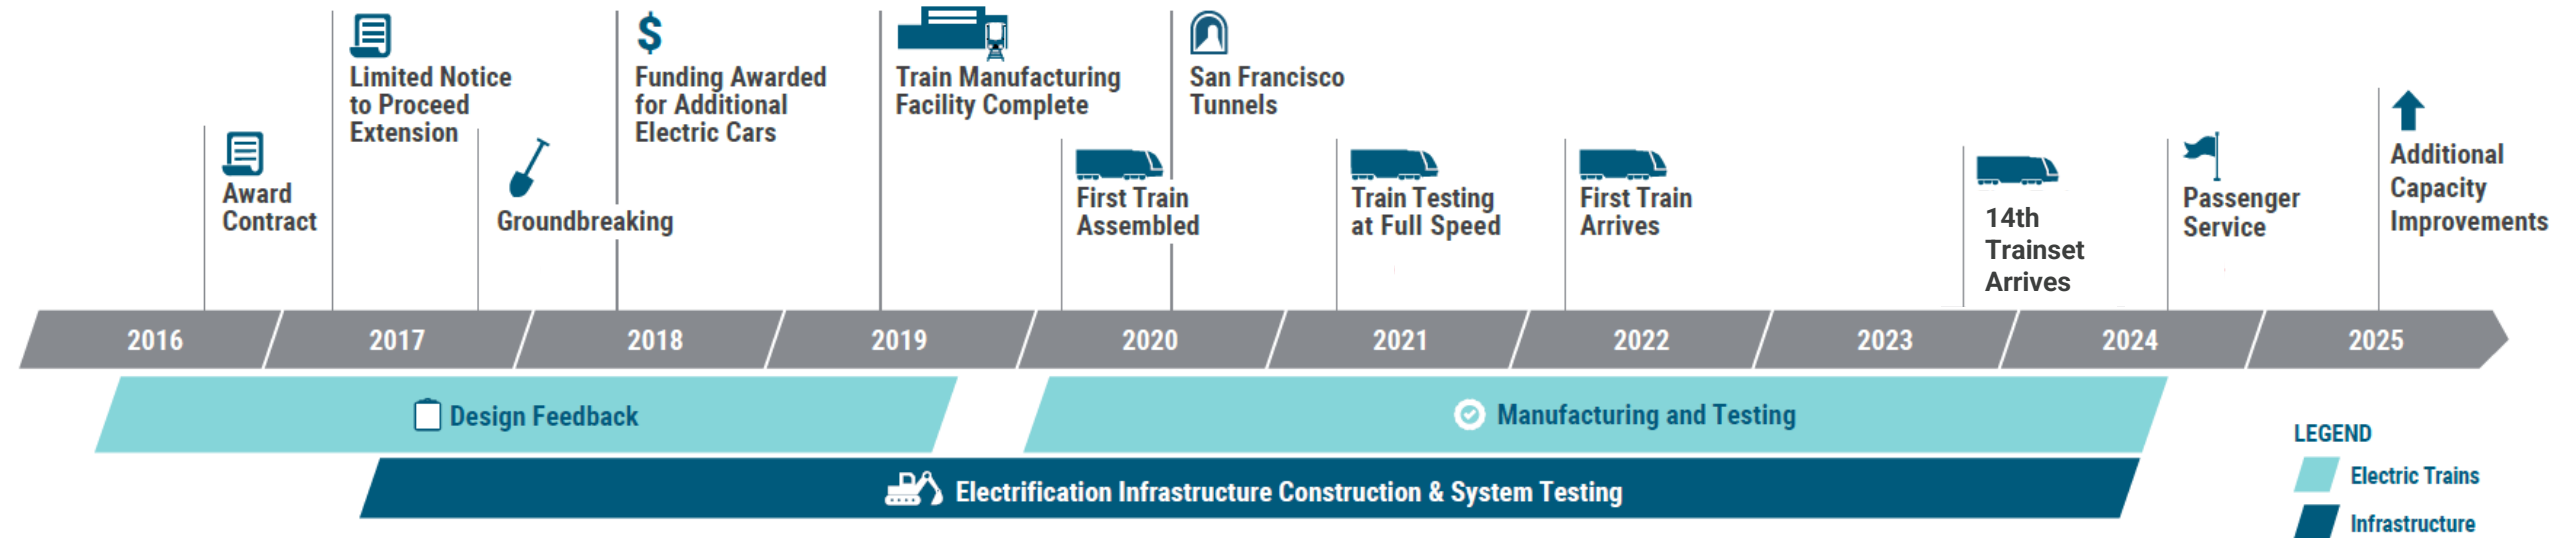 Limited Notice
to Proceed
Extension
Funding Awarded
for Additional
Electric Cars
Train Manufacturing
Facility Complete
San Francisco
Tunnels
Award
Contract
Groundbreaking
First Train
Assembled
Train Testing
at Full Speed
First Train
Arrives
14th
Trainset
Arrives
Passenger
Service
Additional
Capacity
Improvements
2016
2017
2018
2019
2020
2021
2022
2023
2024
2025
Design Feedback
Manufacturing and Testing
Electrification Infrastructure Construction & System Testing
LEGEND
Electric Trains
Infrastructure